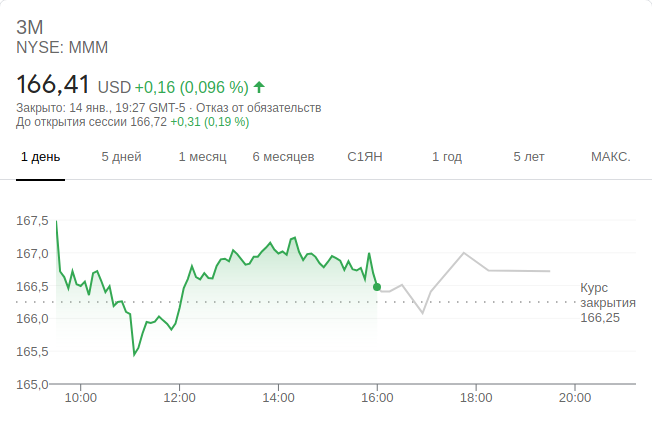 3M
NYSE: MMM
166,41 USD +0,16 (0,096 %)
Закрыто: 14 янв., 19:27 GMT-5 · Отказ от обязательств
До открытия сессии 166,72 +0,31 (0,19 %)
1 день 5 дней 1 месяц 6 месяцев С1ЯН 1 год 5 лет МАКС.
167,5
167,0
166,5
166,0
165,5
165,0
Курс
закрытия
166,25
10:00 12:00 14:00 16:00 18:00 20:00